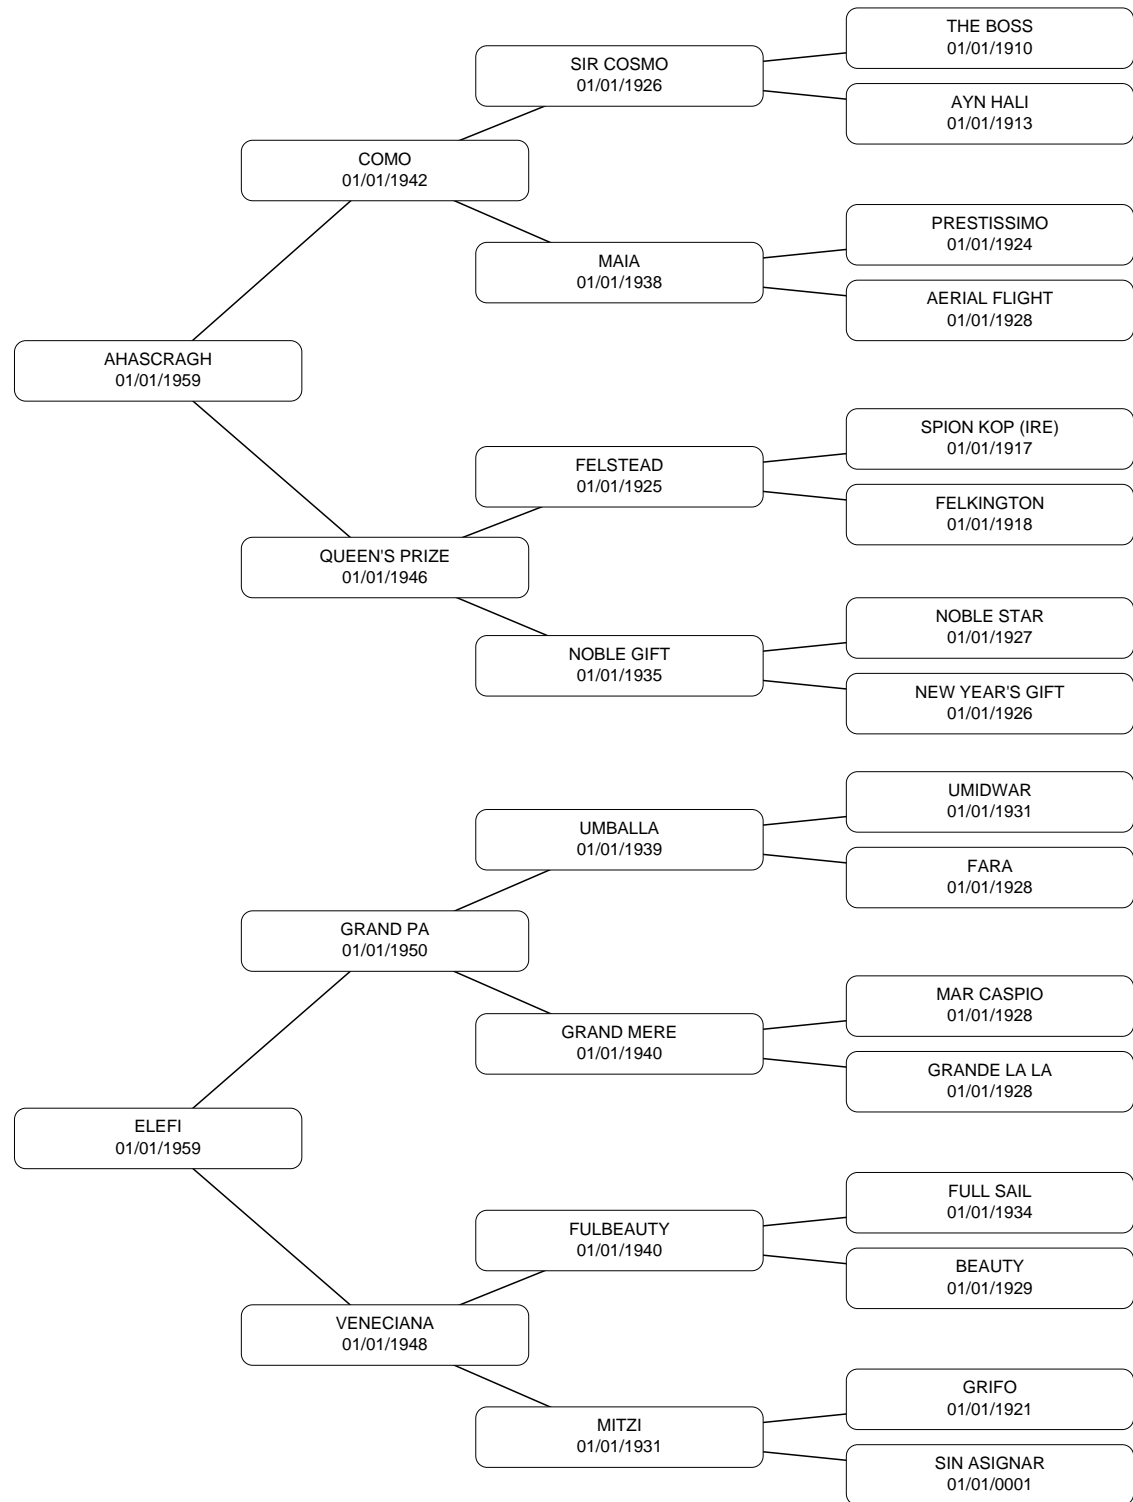 THE BOSS
01/01/1910
SIR COSMO
01/01/1926
AYN HALI
01/01/1913
COMO
01/01/1942
PRESTISSIMO
01/01/1924
MAIA
01/01/1938
AERIAL FLIGHT
01/01/1928
AHASCRAGH
01/01/1959
SPION KOP (IRE)
01/01/1917
FELSTEAD
01/01/1925
FELKINGTON
01/01/1918
QUEEN'S PRIZE
01/01/1946
NOBLE STAR
01/01/1927
NOBLE GIFT
01/01/1935
NEW YEAR'S GIFT
01/01/1926
UMIDWAR
01/01/1931
UMBALLA
01/01/1939
FARA
01/01/1928
GRAND PA
01/01/1950
MAR CASPIO
01/01/1928
GRAND MERE
01/01/1940
GRANDE LA LA
01/01/1928
ELEFI
01/01/1959
FULL SAIL
01/01/1934
FULBEAUTY
01/01/1940
BEAUTY
01/01/1929
VENECIANA
01/01/1948
GRIFO
01/01/1921
MITZI
01/01/1931
SIN ASIGNAR
01/01/0001